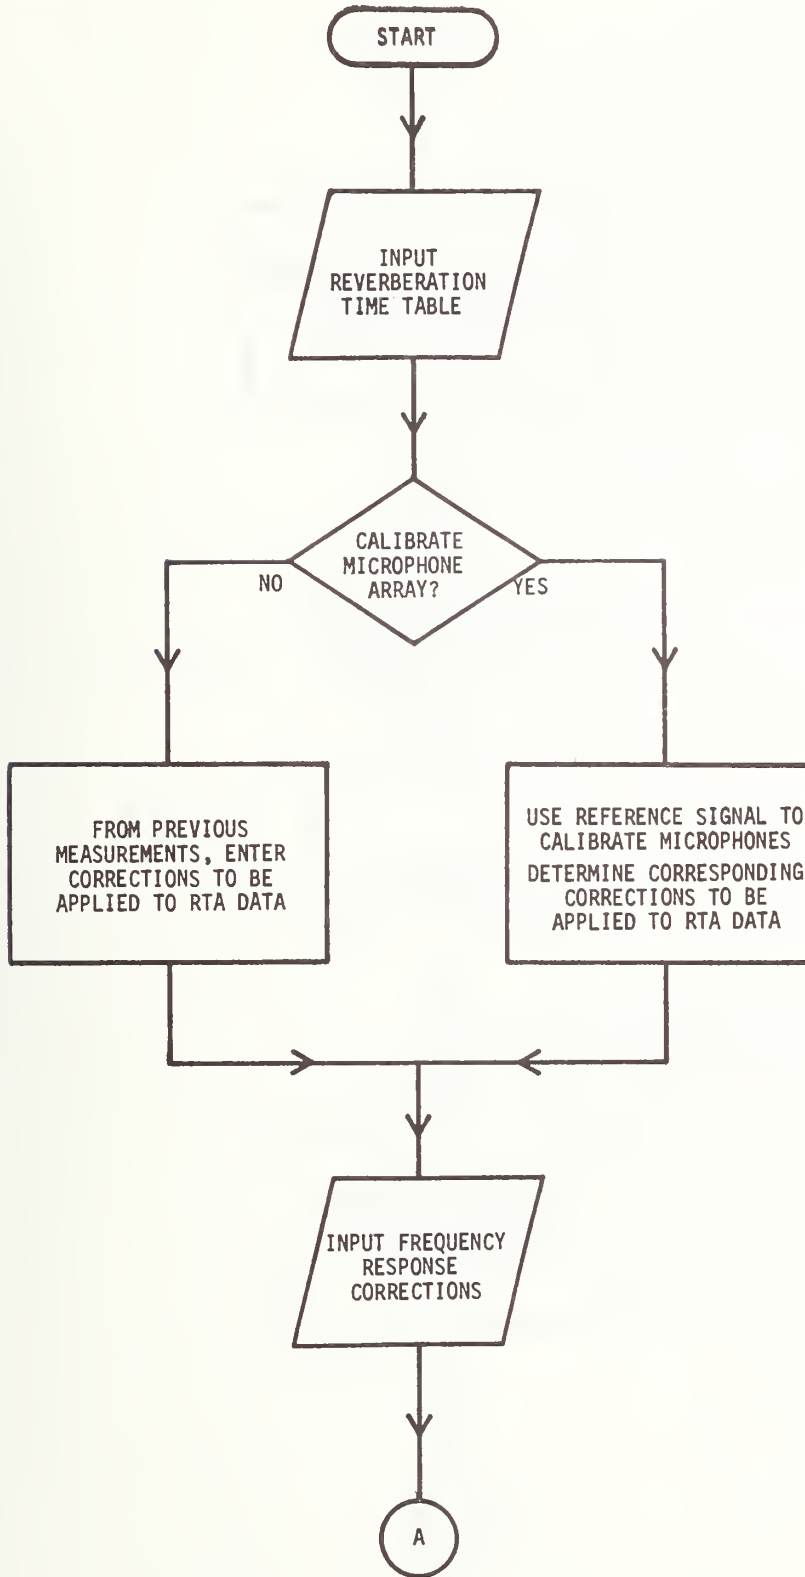 START
INPUT
REVERBERATION
TIME TABLE
CALIBRATE
MICROPHONE
ARRAY?
NO
YES
FROM PREVIOUS
MEASUREMENTS, ENTER
CORRECTIONS TO BE
APPLIED TO RTA DATA
USE REFERENCE SIGNAL TO
CALIBRATE MICROPHONES
DETERMINE CORRESPONDING
CORRECTIONS TO BE
APPLIED TO RTA DATA
INPUT FREQUENCY
RESPONSE
CORRECTIONS
A